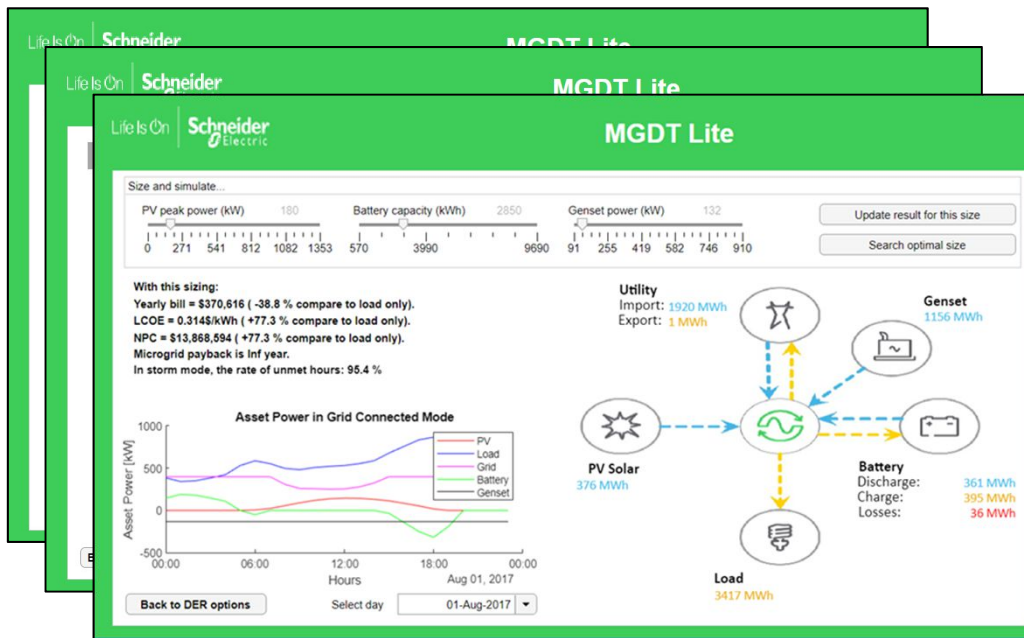 Life Is On Schneider
MGDT Lite
Life Is On Schneider
MGDT Lite
Life Is On Schneider
Electric
MGDT Lite
Size and simulate...
PV peak power (kW) 180
Battery capacity (kWh) 2850
Genset power (kW) 132
0 271 541 812 1082 1353
570 3990 9690
91 255 419 582 746 910
Update result for this size
Search optimal size
With this sizing:
Yearly bill = $370,616 ( -38.8 % compare to load only).
LCOE = 0.314$/kWh ( +77.3 % compare to load only).
NPC = $13,868,594 ( +77.3 % compare to load only).
Microgrid payback is Inf year.
In storm mode, the rate of unmet hours: 95.4 %
Utility
Import: 1920 MWh
Export: 1 MWh
Genset
1156 MWh
PV Solar
376 MWh
Battery
Discharge: 361 MWh
Charge: 395 MWh
Losses: 36 MWh
Load
3417 MWh
Asset Power in Grid Connected Mode
Asset Power [kW]
1000
500
0
-500
PV
Load
Grid
Battery
Genset
00:00 06:00 12:00 18:00 00:00
Hours
Aug 01, 2017
B
Back to DER options
Select day 01-Aug-2017